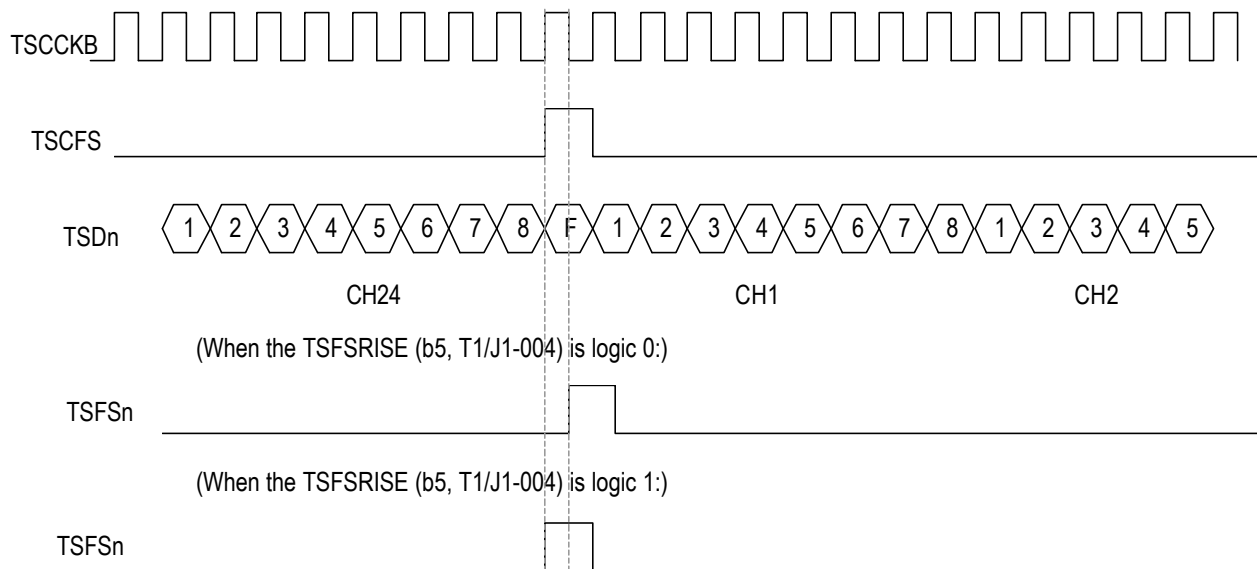 TSCCKB
TSCFS
TSDn 1 2 3 4 5 6 7 8 F 1 2 3 4 5 6 7 8 1 2 3 4 5
CH24 CH1 CH2
(When the TSFSRISE (b5, T1/J1-004) is logic 0:)
TSFSn
(When the TSFSRISE (b5, T1/J1-004) is logic 1:)
TSFSn